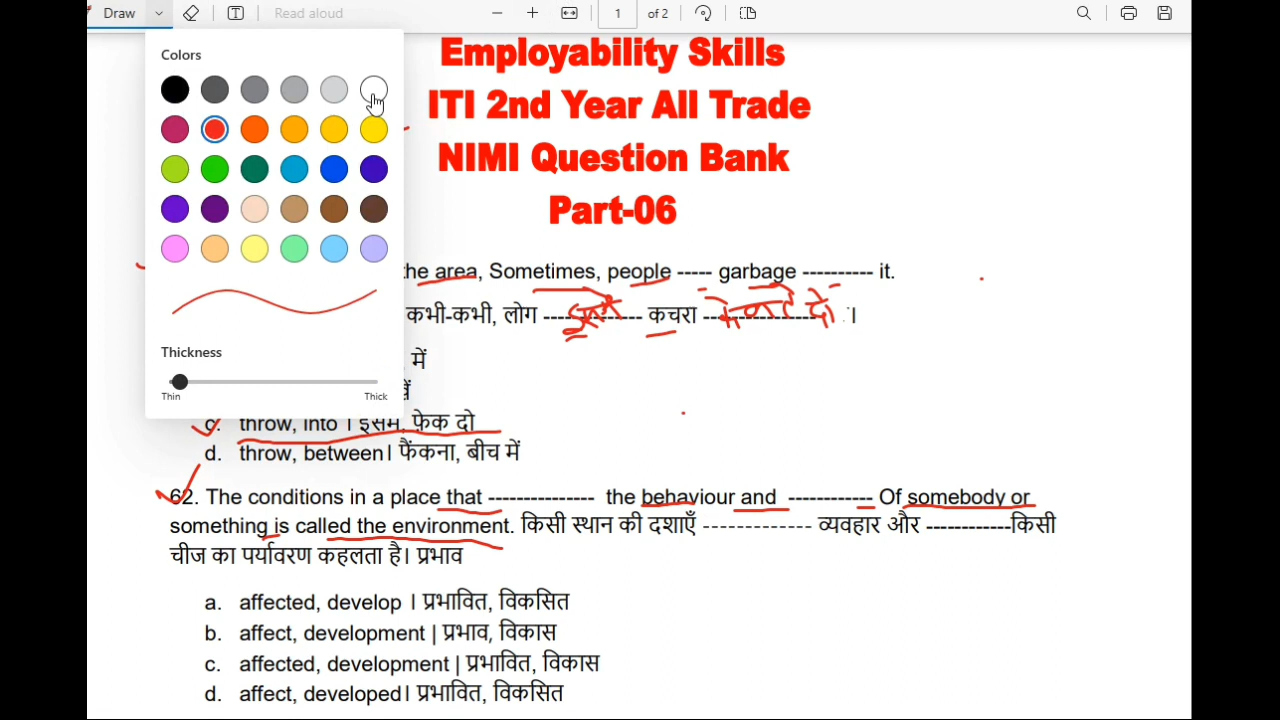 Draw Read aloud 1 of 2
Colors
Employability Skills
ITI 2nd Year All Trade
NIMI Question Bank
Part-06
the area, Sometimes, people ----- garbage ---------- it.
कभी-कभी, लोग -------------- कचरा ---------------- ।
इसमें फेंक दो
Thickness
Thin Thick
में
c. throw, into । इसमें, फ़ेक दो
d. throw, between। फैंकना, बीच में
62. The conditions in a place that --------------- the behaviour and ------------ Of somebody or
something is called the environment. किसी स्थान की दशाएँ ------------- व्यवहार और ------------किसी
चीज का पर्यावरण कहलता है। प्रभाव
a. affected, develop । प्रभावित, विकसित
b. affect, development | प्रभाव, विकास
c. affected, development | प्रभावित, विकास
d. affect, developed। प्रभावित, विकसित